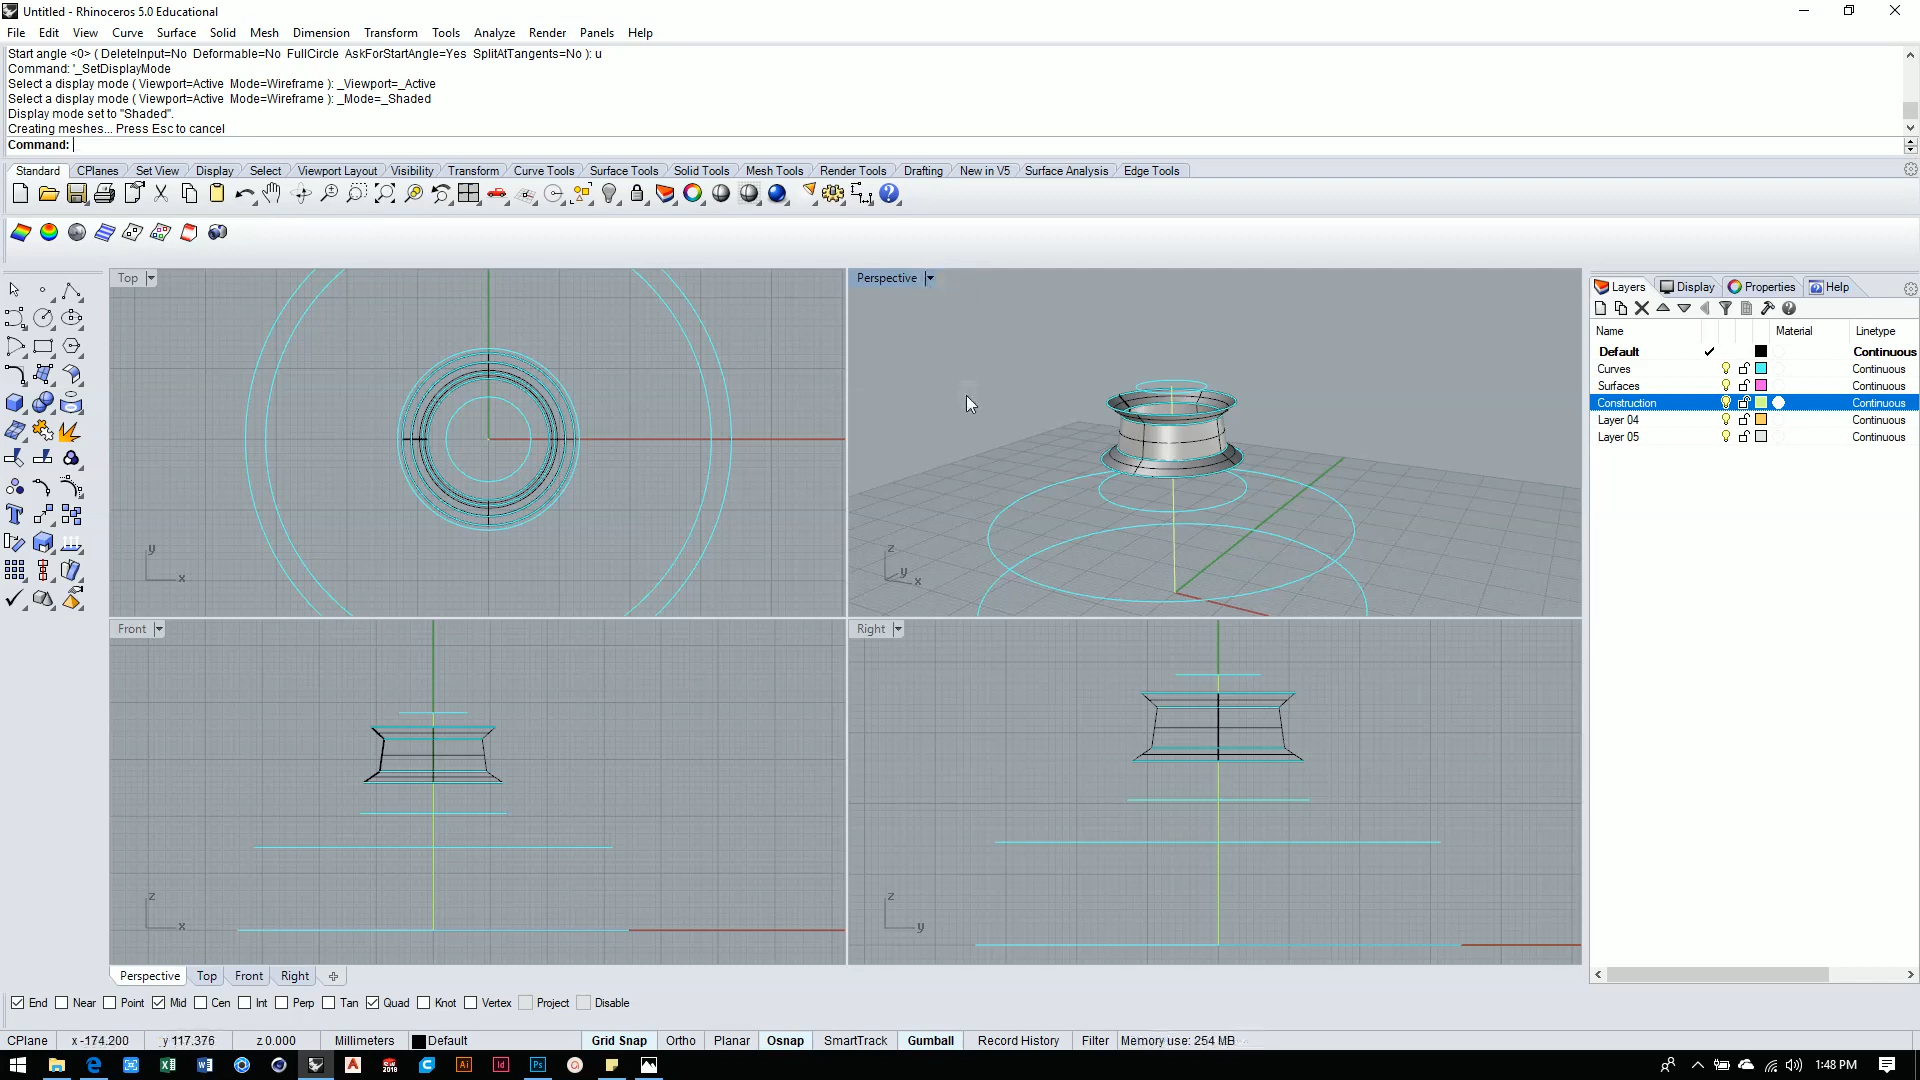 Untitled - Rhinoceros 5.0 Educational
File Edit View Curve Surface Solid Mesh Dimension Transform Tools Analyze Render Panels Help
Start angle <0> ( DeleteInput=No Deformable=No FullCircle AskForStartAngle=Yes SplitAtTangents=No ): u
Command: '_SetDisplayMode
Select a display mode ( Viewport=Active Mode=Wireframe ): _Viewport=_Active
Select a display mode ( Viewport=Active Mode=Wireframe ): _Mode=_Shaded
Display mode set to "Shaded".
Creating meshes... Press Esc to cancel
Command:
Standard CPlanes Set View Display Select Viewport Layout Visibility Transform Curve Tools Surface Tools Solid Tools Mesh Tools Render Tools Drafting New in V5 Surface Analysis Edge Tools
Top
Perspective
Layers Display Properties Help
Name Material Linetype
Default Continuous
Curves Continuous
Surfaces Continuous
Construction Continuous
Layer 04 Continuous
Layer 05 Continuous
y
x
z
y
x
Front
Right
z
x
z
y
Perspective Top Front Right
End Near Point Mid Cen Int Perp Tan Quad Knot Vertex Project Disable
CPlane x -174.200 y 117.376 z 0.000 Millimeters Default Grid Snap Ortho Planar Osnap SmartTrack Gumball Record History Filter Memory use: 254 MB
Ai Id Ps 1:48 PM